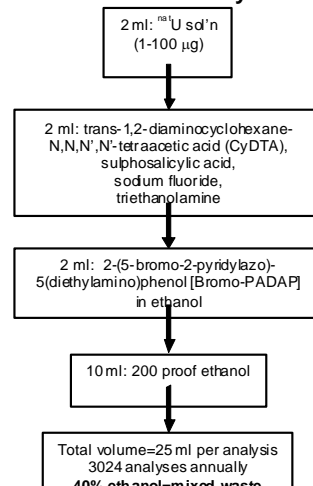 2 ml: natU sol'n
(1-100 µg)
2 ml: trans-1,2-diaminocyclohexane-
N,N,N',N'-tetraacetic acid (CyDTA),
sulphosalicylic acid,
sodium fluoride,
triethanolamine
2 ml: 2-(5-bromo-2-pyridylazo)-
5(diethylamino)phenol [Bromo-PADAP]
in ethanol
10 ml: 200 proof ethanol
Total volume=25 ml per analysis
3024 analyses annually
40% ethanol=mixed waste